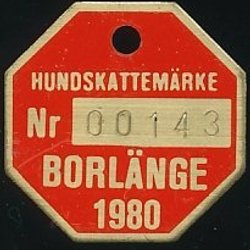 HUNDSKATTEMÄRKE
Nr 00143
BORLÄNGE
1980